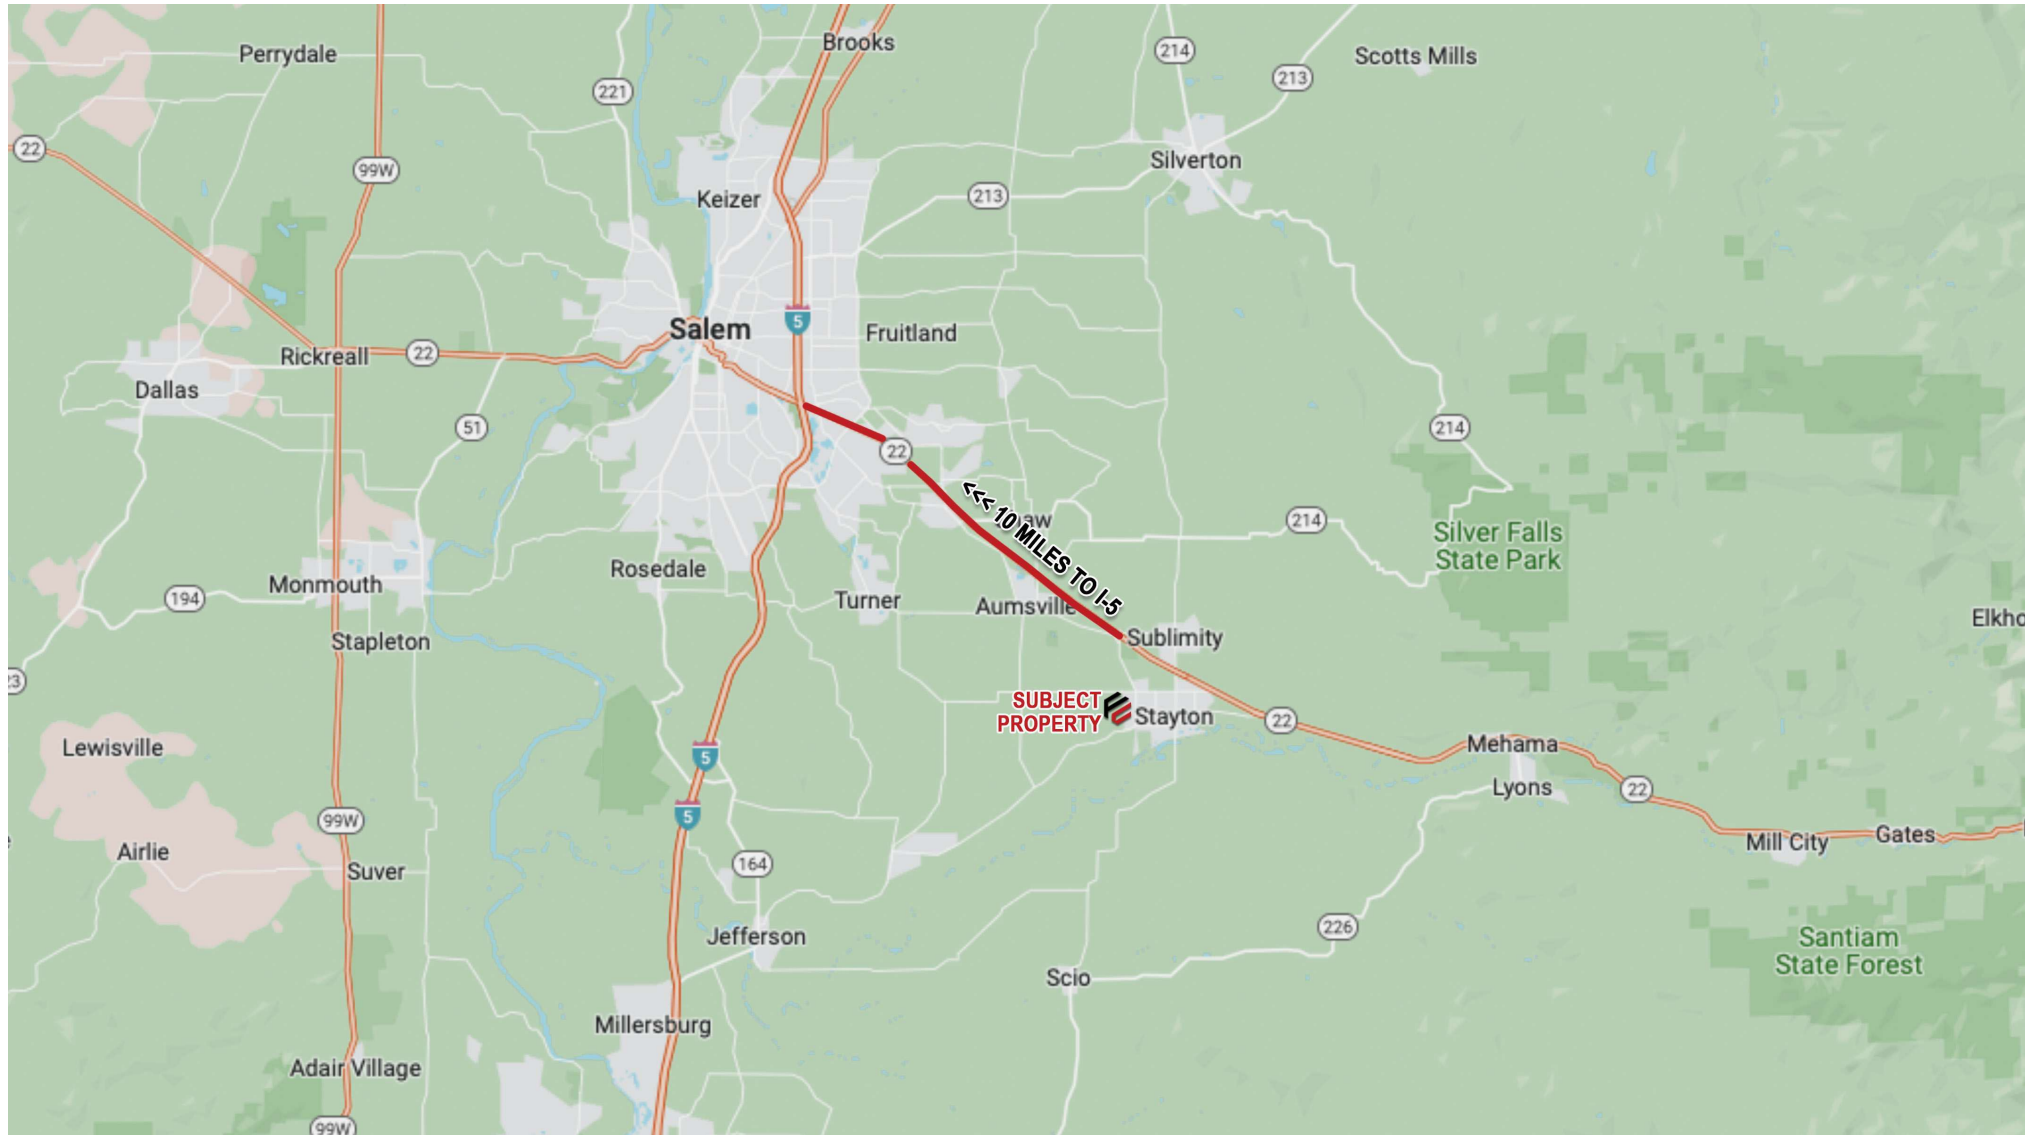 Perrydale
Brooks
214
213
Scotts Mills
221
22
99W
Silverton
Keizer
213
5
Salem
Fruitland
Rickreall
22
Dallas
51
214
22
<<< 10 MILES TO I-5
214
Silver Falls
State Park
Rosedale
Monmouth
194
Turner
Aumsville
Elkho
Stapleton
Sublimity
SUBJECT
PROPERTY
Stayton
22
Lewisville
5
Mehama
Lyons
22
5
99W
Mill City
Gates
Airlie
164
Suver
226
Jefferson
Santiam
State Forest
Scio
Millersburg
Adair Village
99W